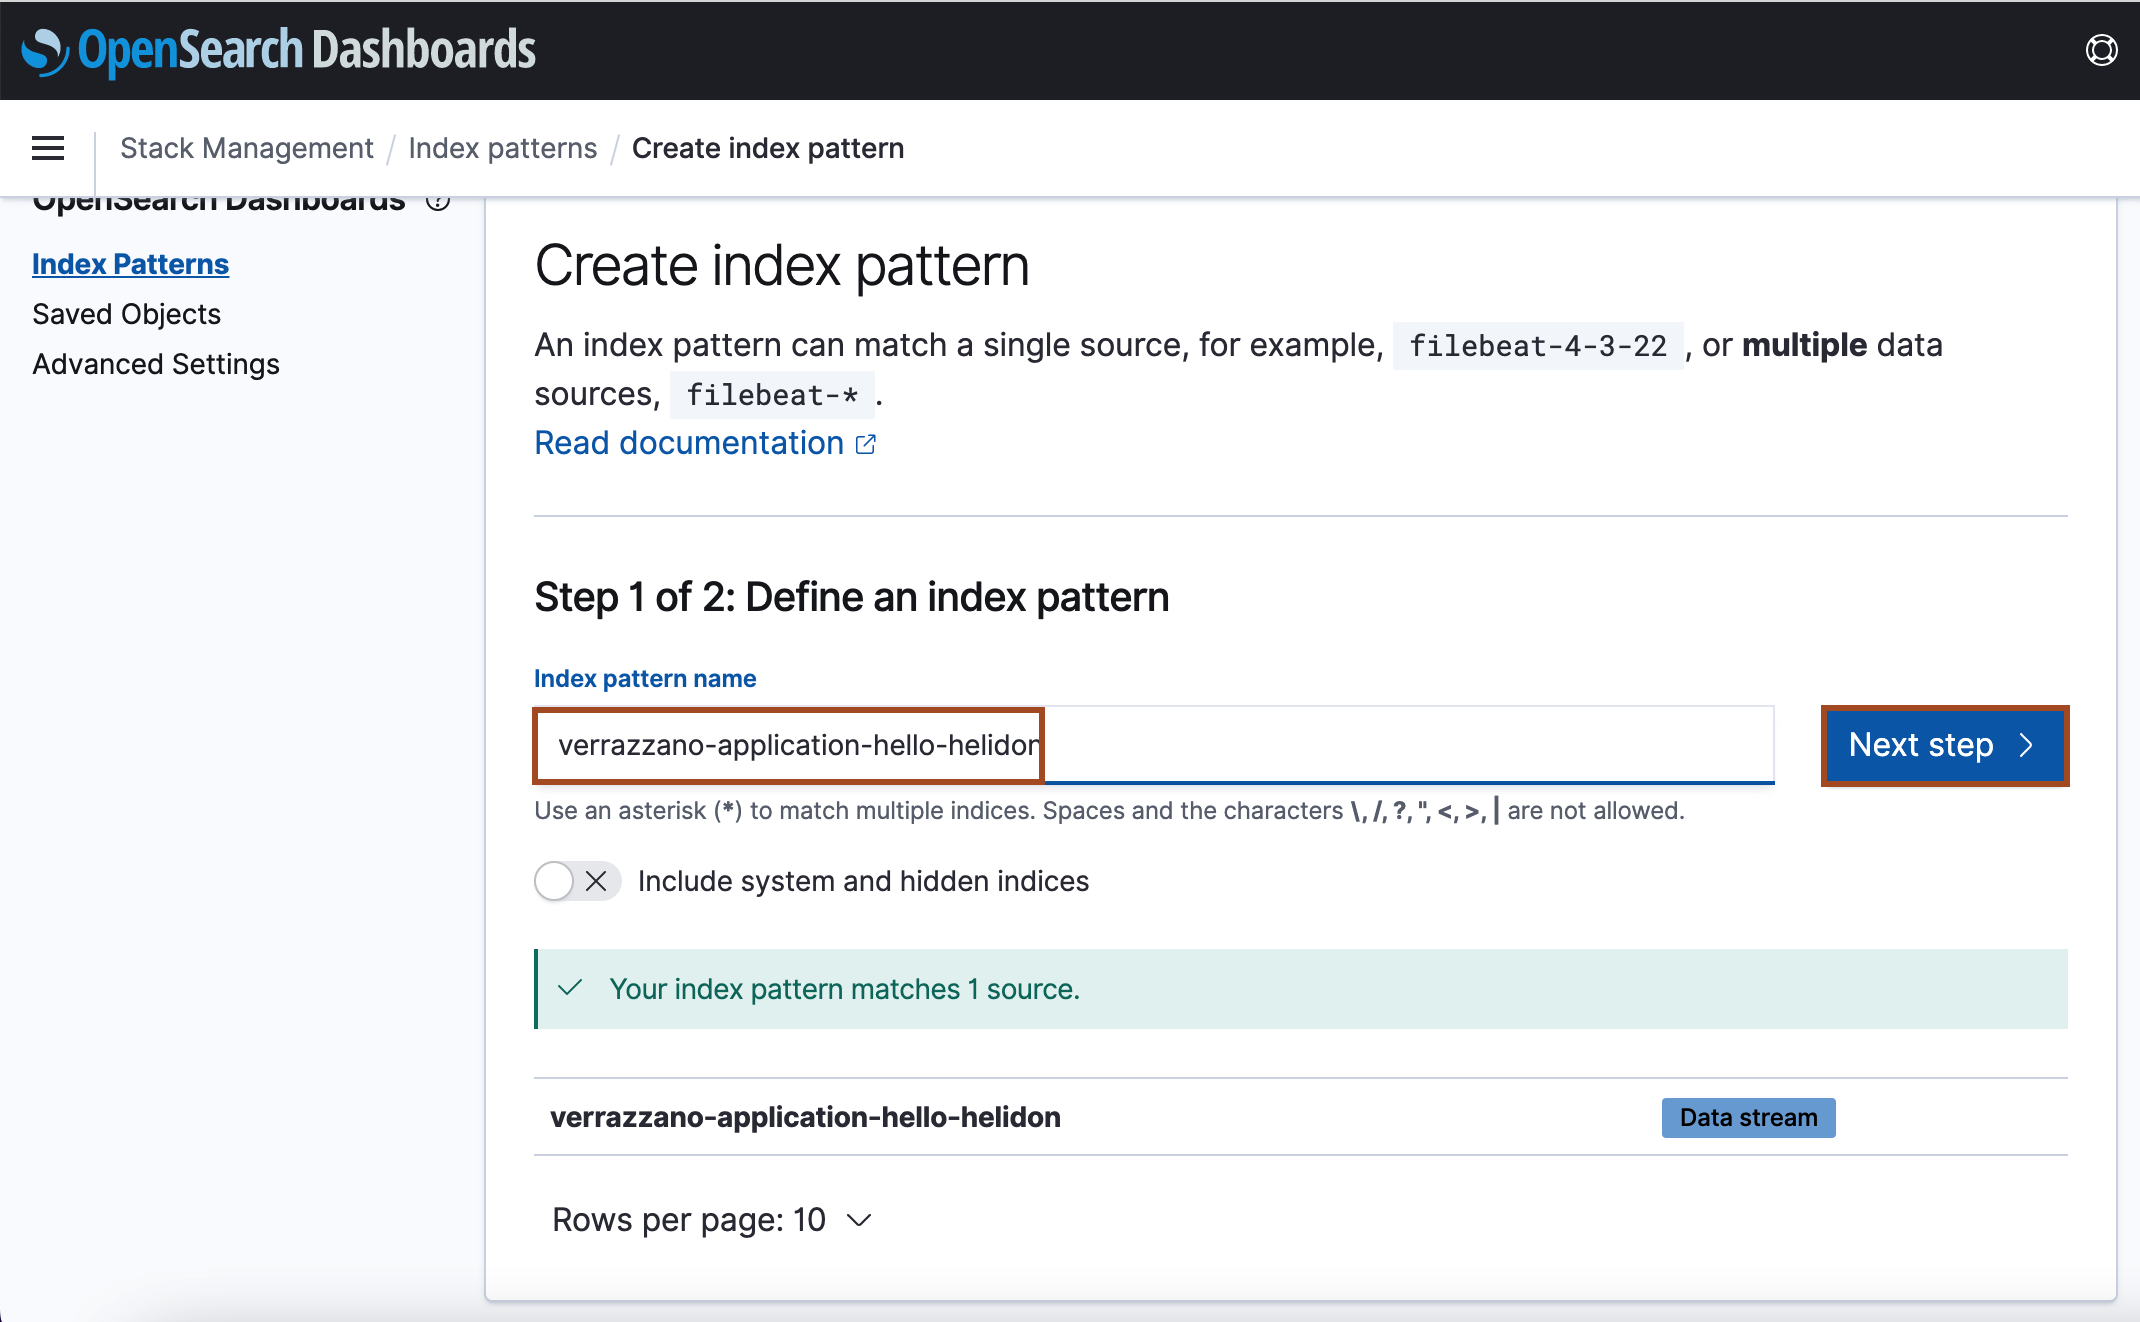 OpenSearch Dashboards
Stack Management / Index patterns / Create index pattern
OpenSearch Dashboards
Index Patterns
Saved Objects
Advanced Settings
Create index pattern
An index pattern can match a single source, for example, filebeat-4-3-22 , or multiple data
sources, filebeat-* .
Read documentation
Step 1 of 2: Define an index pattern
Index pattern name
verrazzano-application-hello-helidon
Next step
Use an asterisk (*) to match multiple indices. Spaces and the characters \, /, ?, ", <, >, | are not allowed.
Include system and hidden indices
Your index pattern matches 1 source.
verrazzano-application-hello-helidon
Data stream
Rows per page: 10